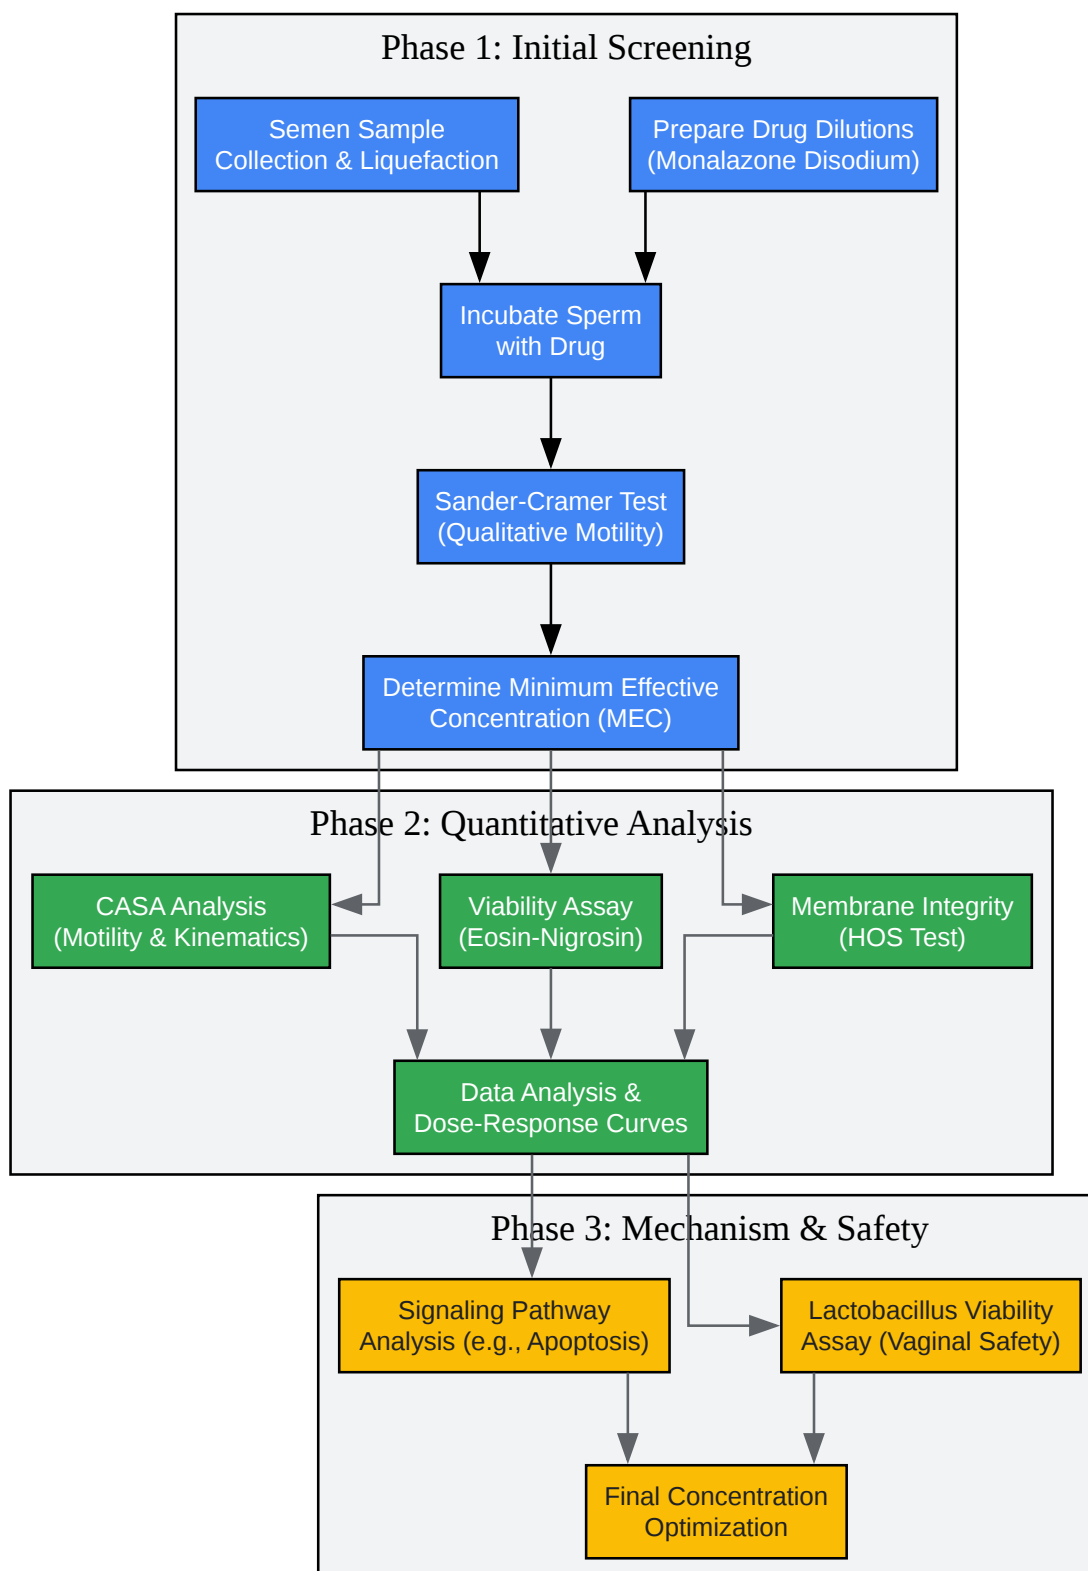 Phase 1: Initial Screening
Semen Sample
Collection & Liquefaction
Prepare Drug Dilutions
(Monalazone Disodium)
Incubate Sperm
with Drug
Sander-Cramer Test
(Qualitative Motility)
Determine Minimum Effective
Concentration (MEC)
Phase 2: Quantitative Analysis
CASA Analysis
(Motility & Kinematics)
Viability Assay
(Eosin-Nigrosin)
Membrane Integrity
(HOS Test)
Data Analysis &
Dose-Response Curves
Phase 3: Mechanism & Safety
Signaling Pathway
Analysis (e.g., Apoptosis)
Lactobacillus Viability
Assay (Vaginal Safety)
Final Concentration
Optimization